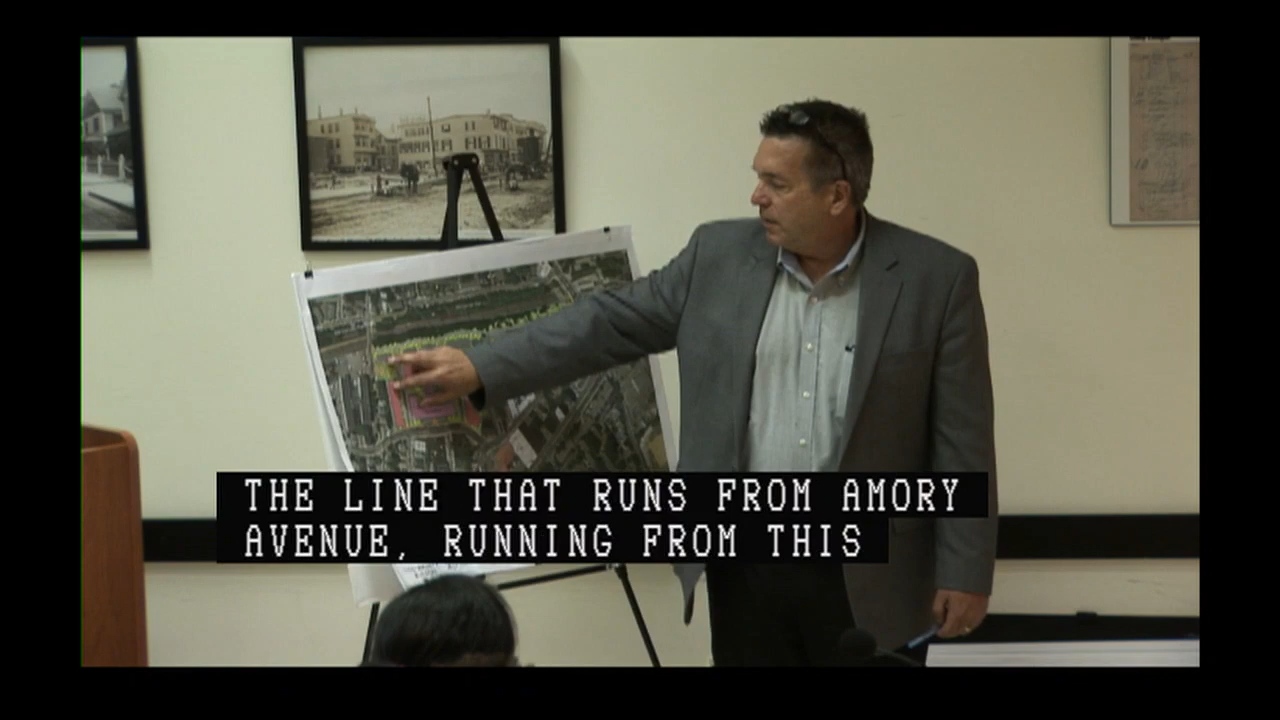 THE LINE THAT RUNS FROM AMORY
AVENUE, RUNNING FROM THIS